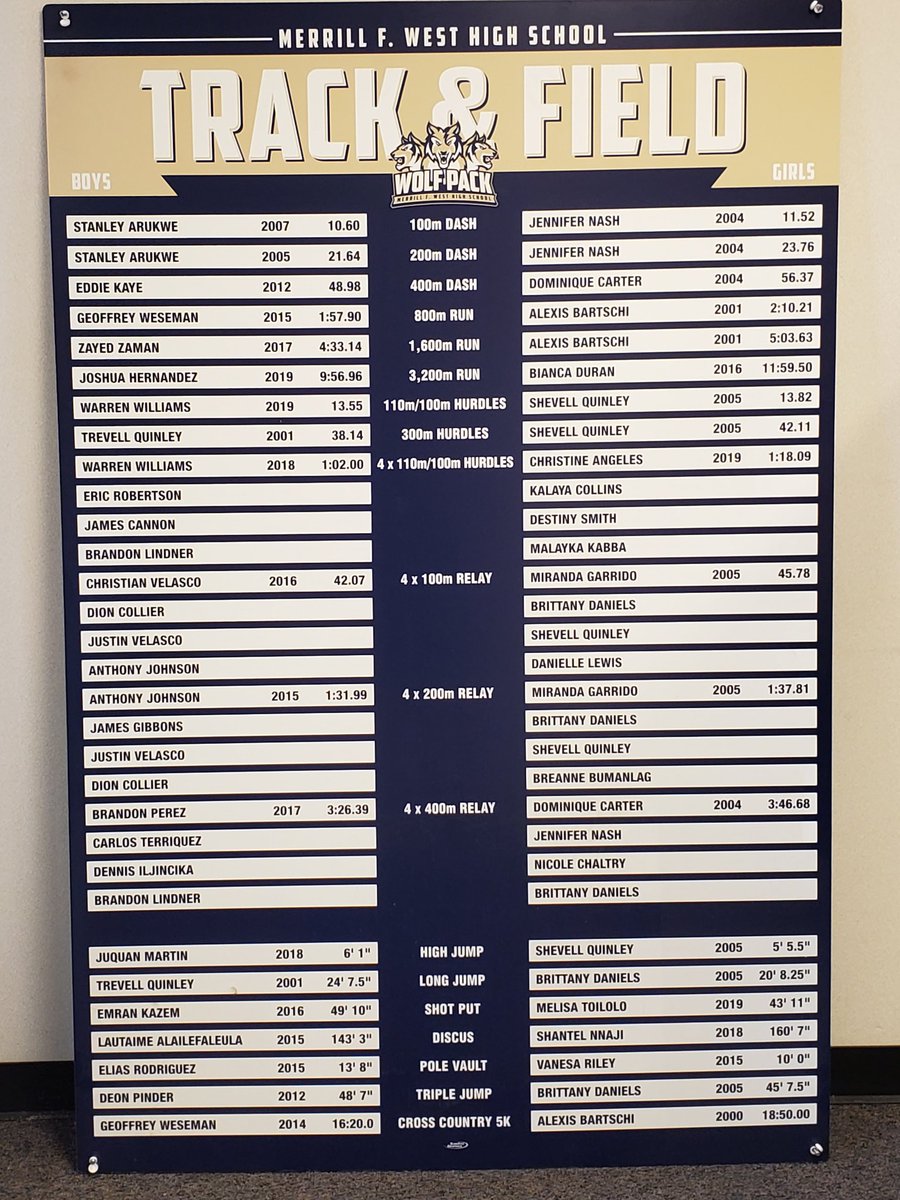 MERRILL F. WEST HIGH SCHOOL
TRACK & FIELD
WOLF PACK
MERRILL F. WEST HIGH SCHOOL
BOYS GIRLS
STANLEY ARUKWE 2007 10.60 100m DASH JENNIFER NASH 2004 11.52
STANLEY ARUKWE 2005 21.64 200m DASH JENNIFER NASH 2004 23.76
EDDIE KAYE 2012 48.98 400m DASH DOMINIQUE CARTER 2004 56.37
GEOFFREY WESEMAN 2015 1:57.90 800m RUN ALEXIS BARTSCHI 2001 2:10.21
ZAYED ZAMAN 2017 4:33.14 1,600m RUN ALEXIS BARTSCHI 2001 5:03.63
JOSHUA HERNANDEZ 2019 9:56.96 3,200m RUN BIANCA DURAN 2016 11:59.50
WARREN WILLIAMS 2019 13.55 110m/100m HURDLES SHEVELL QUINLEY 2005 13.82
TREVELL QUINLEY 2001 38.14 300m HURDLES SHEVELL QUINLEY 2005 42.11
WARREN WILLIAMS 2018 1:02.00 4 x 110m/100m HURDLES CHRISTINE ANGELES 2019 1:18.09
ERIC ROBERTSON KALAYA COLLINS
JAMES CANNON DESTINY SMITH
BRANDON LINDNER MALAYKA KABBA
CHRISTIAN VELASCO 2016 42.07 4 x 100m RELAY MIRANDA GARRIDO 2005 45.78
DION COLLIER BRITTANY DANIELS
JUSTIN VELASCO SHEVELL QUINLEY
ANTHONY JOHNSON DANIELLE LEWIS
ANTHONY JOHNSON 2015 1:31.99 4 x 200m RELAY MIRANDA GARRIDO 2005 1:37.81
JAMES GIBBONS BRITTANY DANIELS
JUSTIN VELASCO SHEVELL QUINLEY
DION COLLIER BREANNE BUMANLAG
BRANDON PEREZ 2017 3:26.39 4 x 400m RELAY DOMINIQUE CARTER 2004 3:46.68
CARLOS TERRIQUEZ JENNIFER NASH
DENNIS ILJINCIKA NICOLE CHALTRY
BRANDON LINDNER BRITTANY DANIELS
JUQUAN MARTIN 2018 6' 1" HIGH JUMP SHEVELL QUINLEY 2005 5' 5.5"
TREVELL QUINLEY 2001 24' 7.5" LONG JUMP BRITTANY DANIELS 2005 20' 8.25"
EMRAN KAZEM 2016 49' 10" SHOT PUT MELISA TOILOLO 2019 43' 11"
LAUTAIME ALAILEFALEULA 2015 143' 3" DISCUS SHANTEL NNAJI 2018 160' 7"
ELIAS RODRIGUEZ 2015 13' 8" POLE VAULT VANESA RILEY 2015 10' 0"
DEON PINDER 2012 48' 7" TRIPLE JUMP BRITTANY DANIELS 2005 45' 7.5"
GEOFFREY WESEMAN 2014 16:20.0 CROSS COUNTRY 5K ALEXIS BARTSCHI 2000 18:50.00